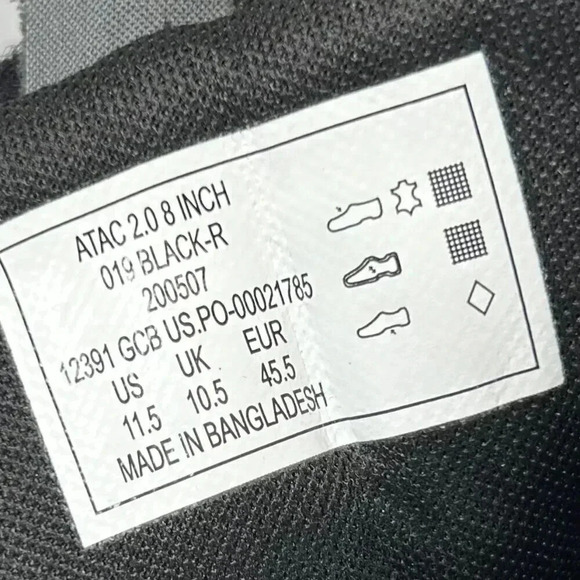 ATAC 2.0 8 INCH
019 BLACK-R
200507
12391 GCB US.PO-00021785
US UK EUR
11.5 10.5 45.5
MADE IN BANGLADESH